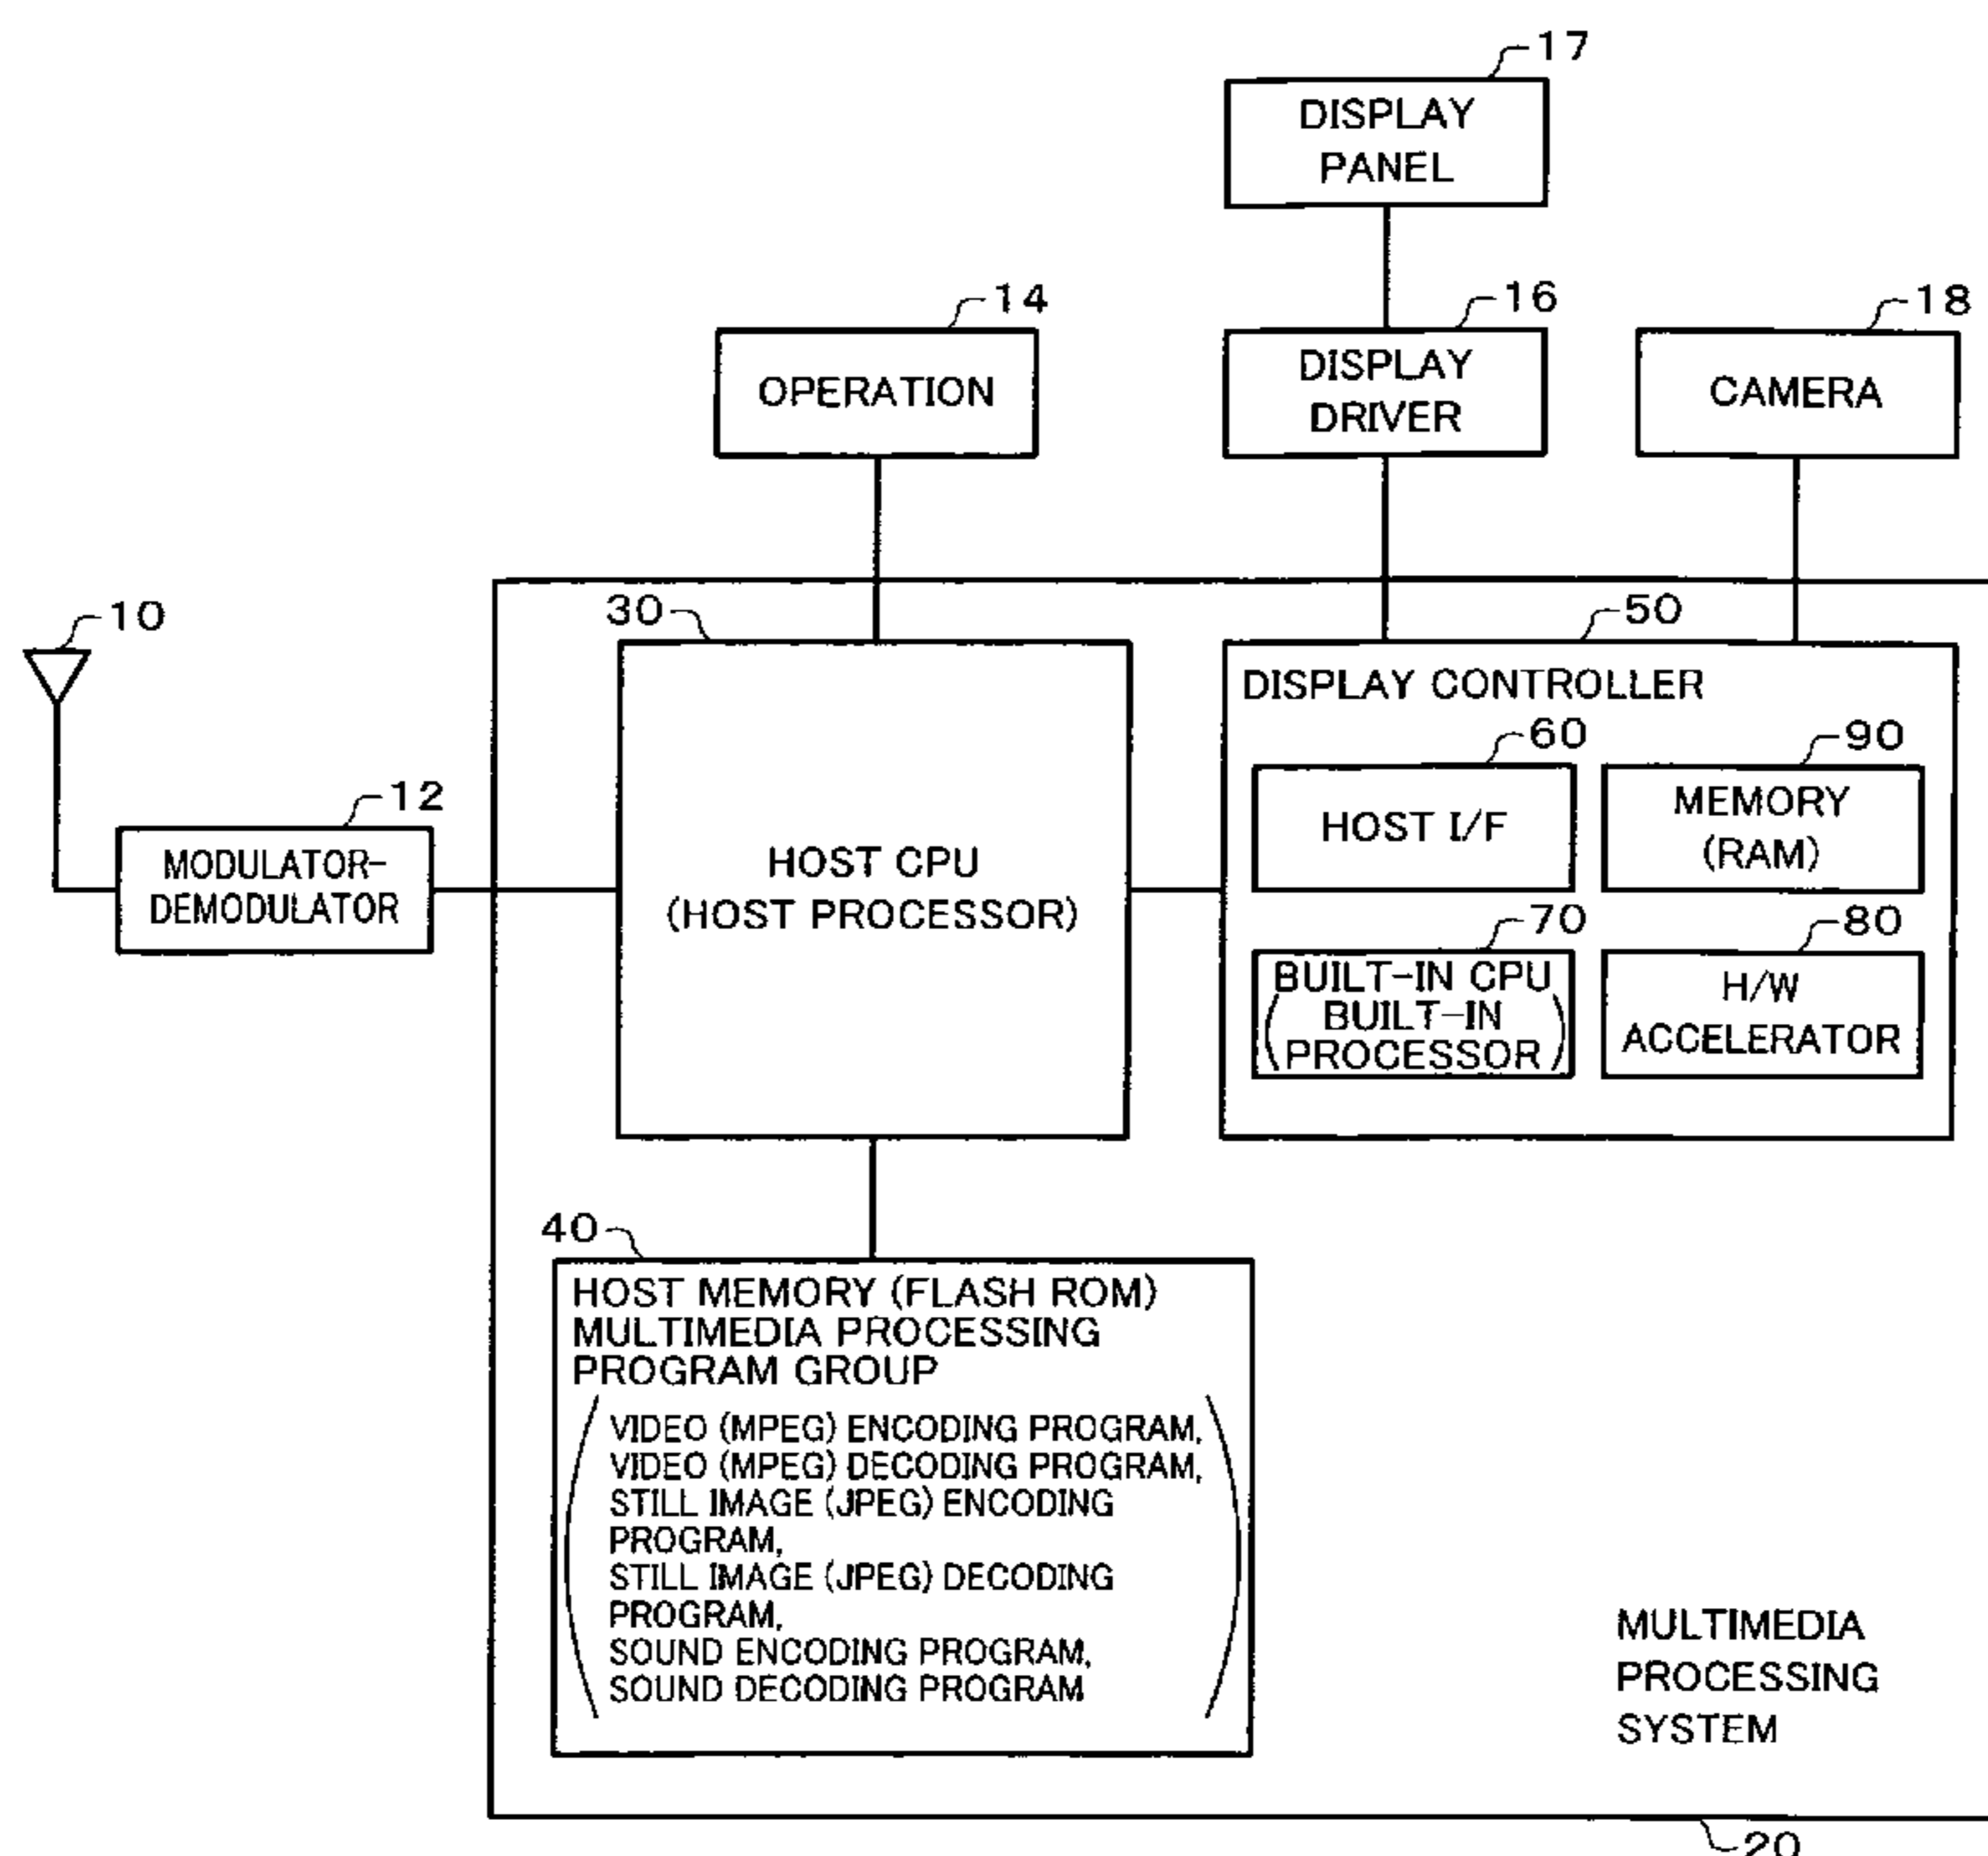 17
DISPLAY
PANEL
14
OPERATION
16
DISPLAY
DRIVER
18
CAMERA
10
12
MODULATOR-
DEMODULATOR
30
HOST CPU
(HOST PROCESSOR)
50
DISPLAY CONTROLLER
60
HOST I/F
90
MEMORY
(RAM)
70
BUILT-IN CPU
(BUILT-IN
PROCESSOR)
80
H/W
ACCELERATOR
40
HOST MEMORY (FLASH ROM)
MULTIMEDIA PROCESSING
PROGRAM GROUP
(VIDEO (MPEG) ENCODING PROGRAM,
VIDEO (MPEG) DECODING PROGRAM,
STILL IMAGE (JPEG) ENCODING
PROGRAM,
STILL IMAGE (JPEG) DECODING
PROGRAM,
SOUND ENCODING PROGRAM,
SOUND DECODING PROGRAM)
MULTIMEDIA
PROCESSING
SYSTEM
20